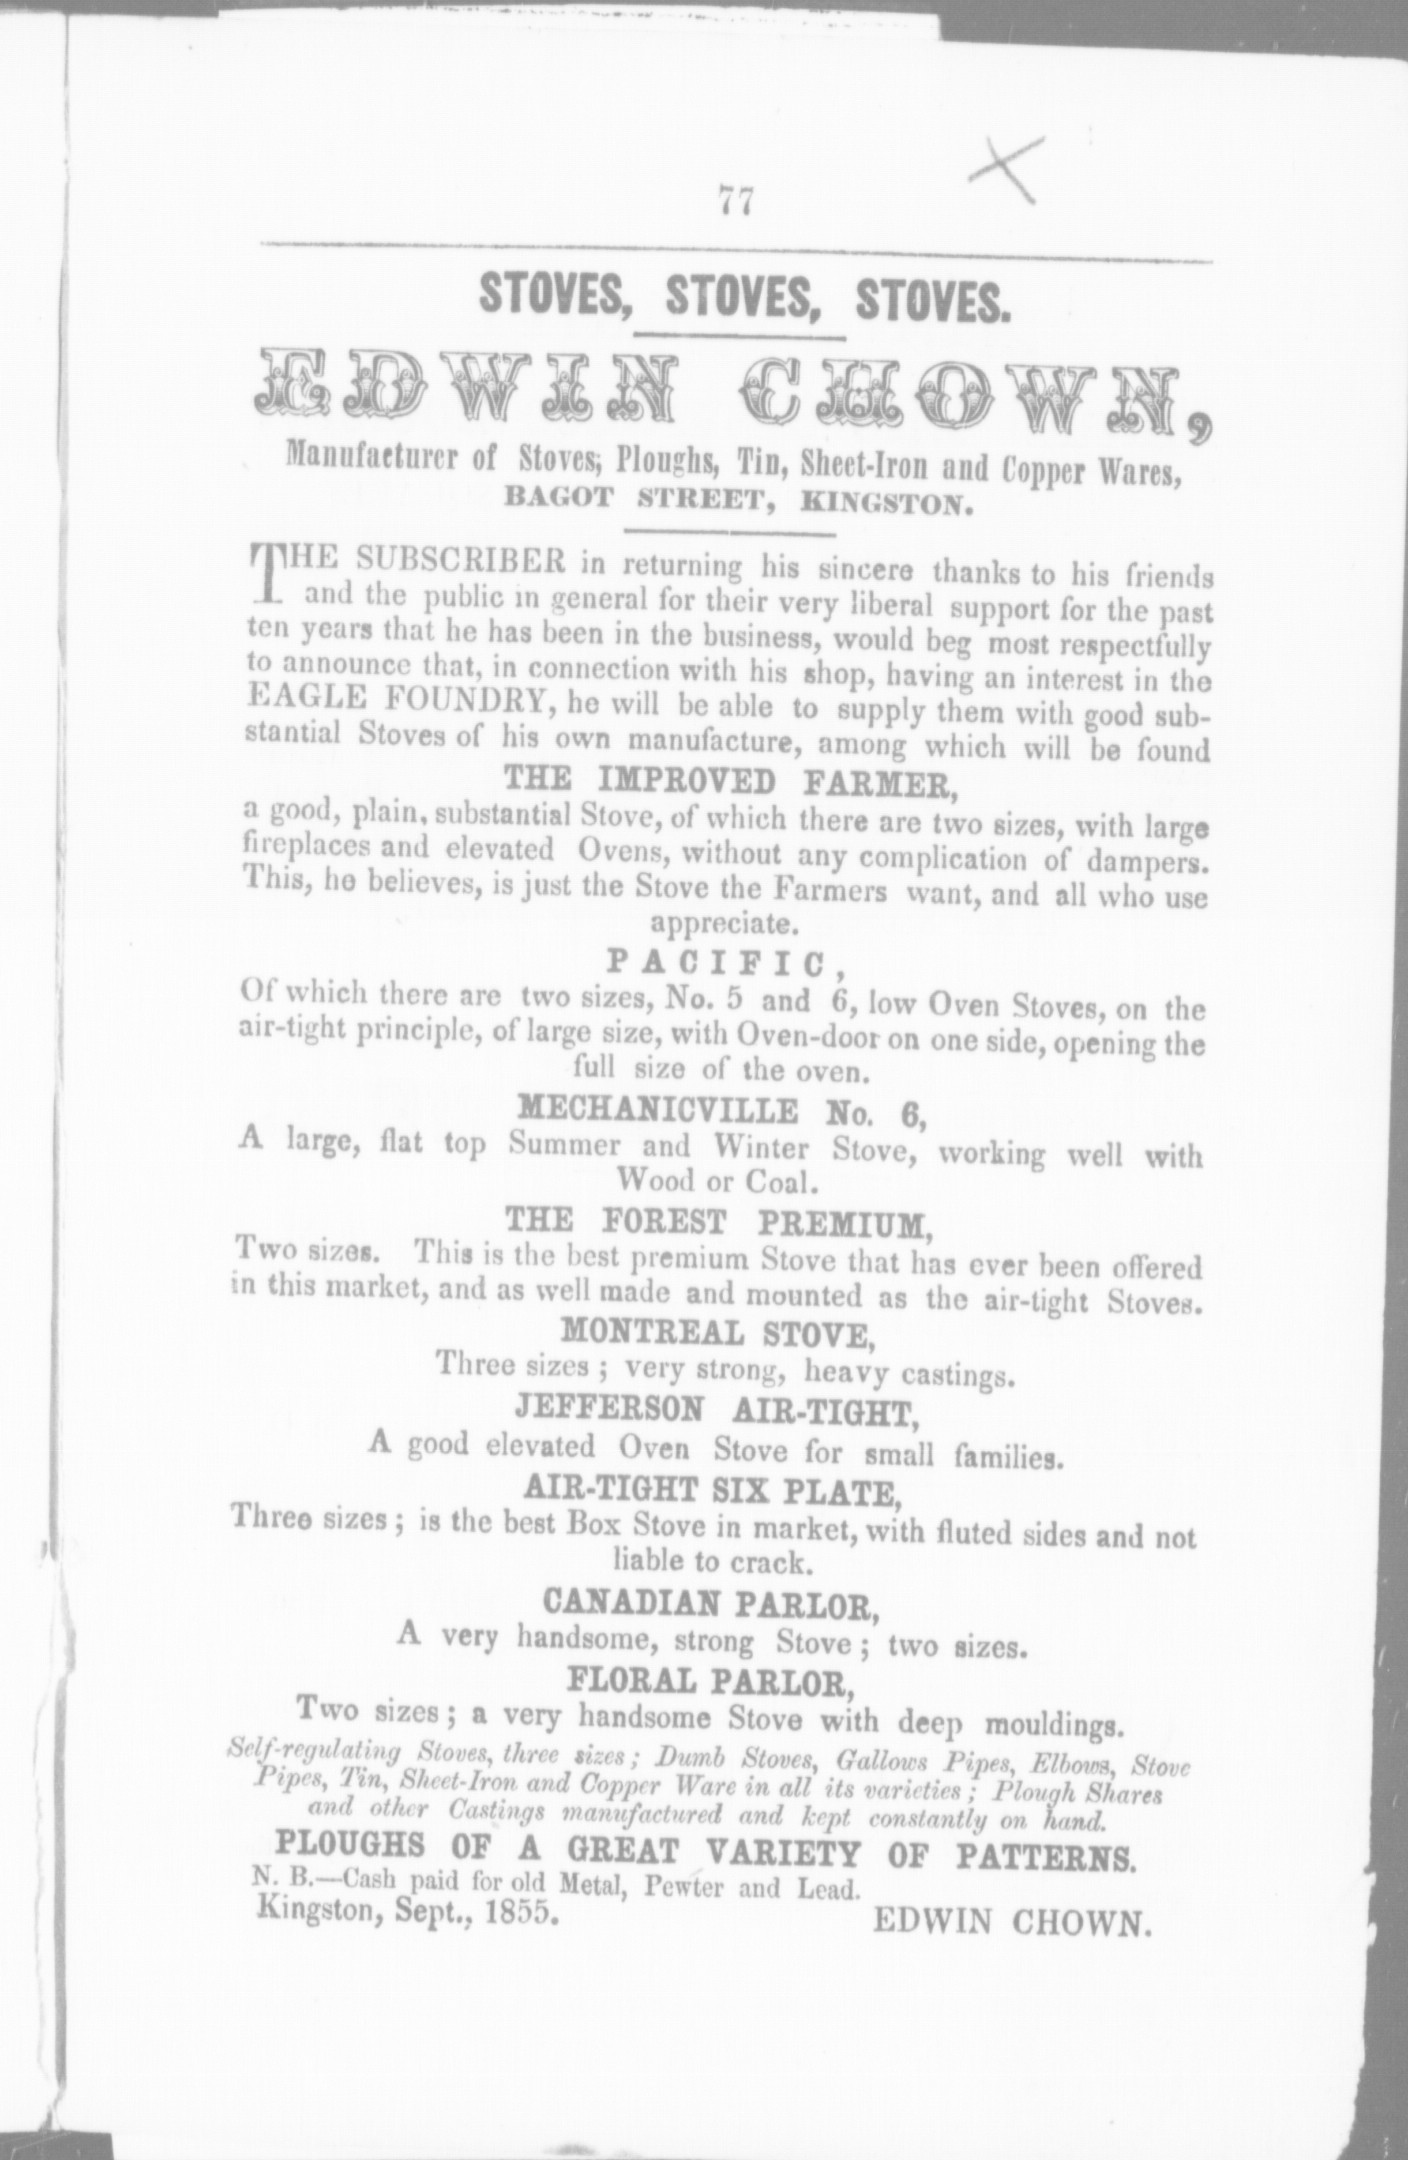 77
STOVES, STOVES, STOVES.
EDWIN CHOWN,
Manufacturer of Stoves, Ploughs, Tin, Sheet-Iron and Copper Wares,
BAGOT STREET, KINGSTON.
THE SUBSCRIBER in returning his sincere thanks to his friends
and the public in general for their very liberal support for the past
ten years that he has been in the business, would beg most respectfully
to announce that, in connection with his shop, having an interest in the
EAGLE FOUNDRY, he will be able to supply them with good sub-
stantial Stoves of his own manufacture, among which will be found
THE IMPROVED FARMER,
a good, plain, substantial Stove, of which there are two sizes, with large
fireplaces and elevated Ovens, without any complication of dampers.
This, he believes, is just the Stove the Farmers want, and all who use
appreciate.
PACIFIC,
Of which there are two sizes, No. 5 and 6, low Oven Stoves, on the
air-tight principle, of large size, with Oven-door on one side, opening the
full size of the oven.
MECHANICVILLE No. 6,
A large, flat top Summer and Winter Stove, working well with
Wood or Coal.
THE FOREST PREMIUM,
Two sizes. This is the best premium Stove that has ever been offered
in this market, and as well made and mounted as the air-tight Stoves.
MONTREAL STOVE,
Three sizes ; very strong, heavy castings.
JEFFERSON AIR-TIGHT,
A good elevated Oven Stove for small families.
AIR-TIGHT SIX PLATE,
Three sizes ; is the best Box Stove in market, with fluted sides and not
liable to crack.
CANADIAN PARLOR,
A very handsome, strong Stove ; two sizes.
FLORAL PARLOR,
Two sizes ; a very handsome Stove with deep mouldings.
Self-regulating Stoves, three sizes ; Dumb Stoves, Gallows Pipes, Elbows, Stove
Pipes, Tin, Sheet-Iron and Copper Ware in all its varieties ; Plough Shares
and other Castings manufactured and kept constantly on hand.
PLOUGHS OF A GREAT VARIETY OF PATTERNS.
N. B.—Cash paid for old Metal, Pewter and Lead.
Kingston, Sept., 1855. EDWIN CHOWN.